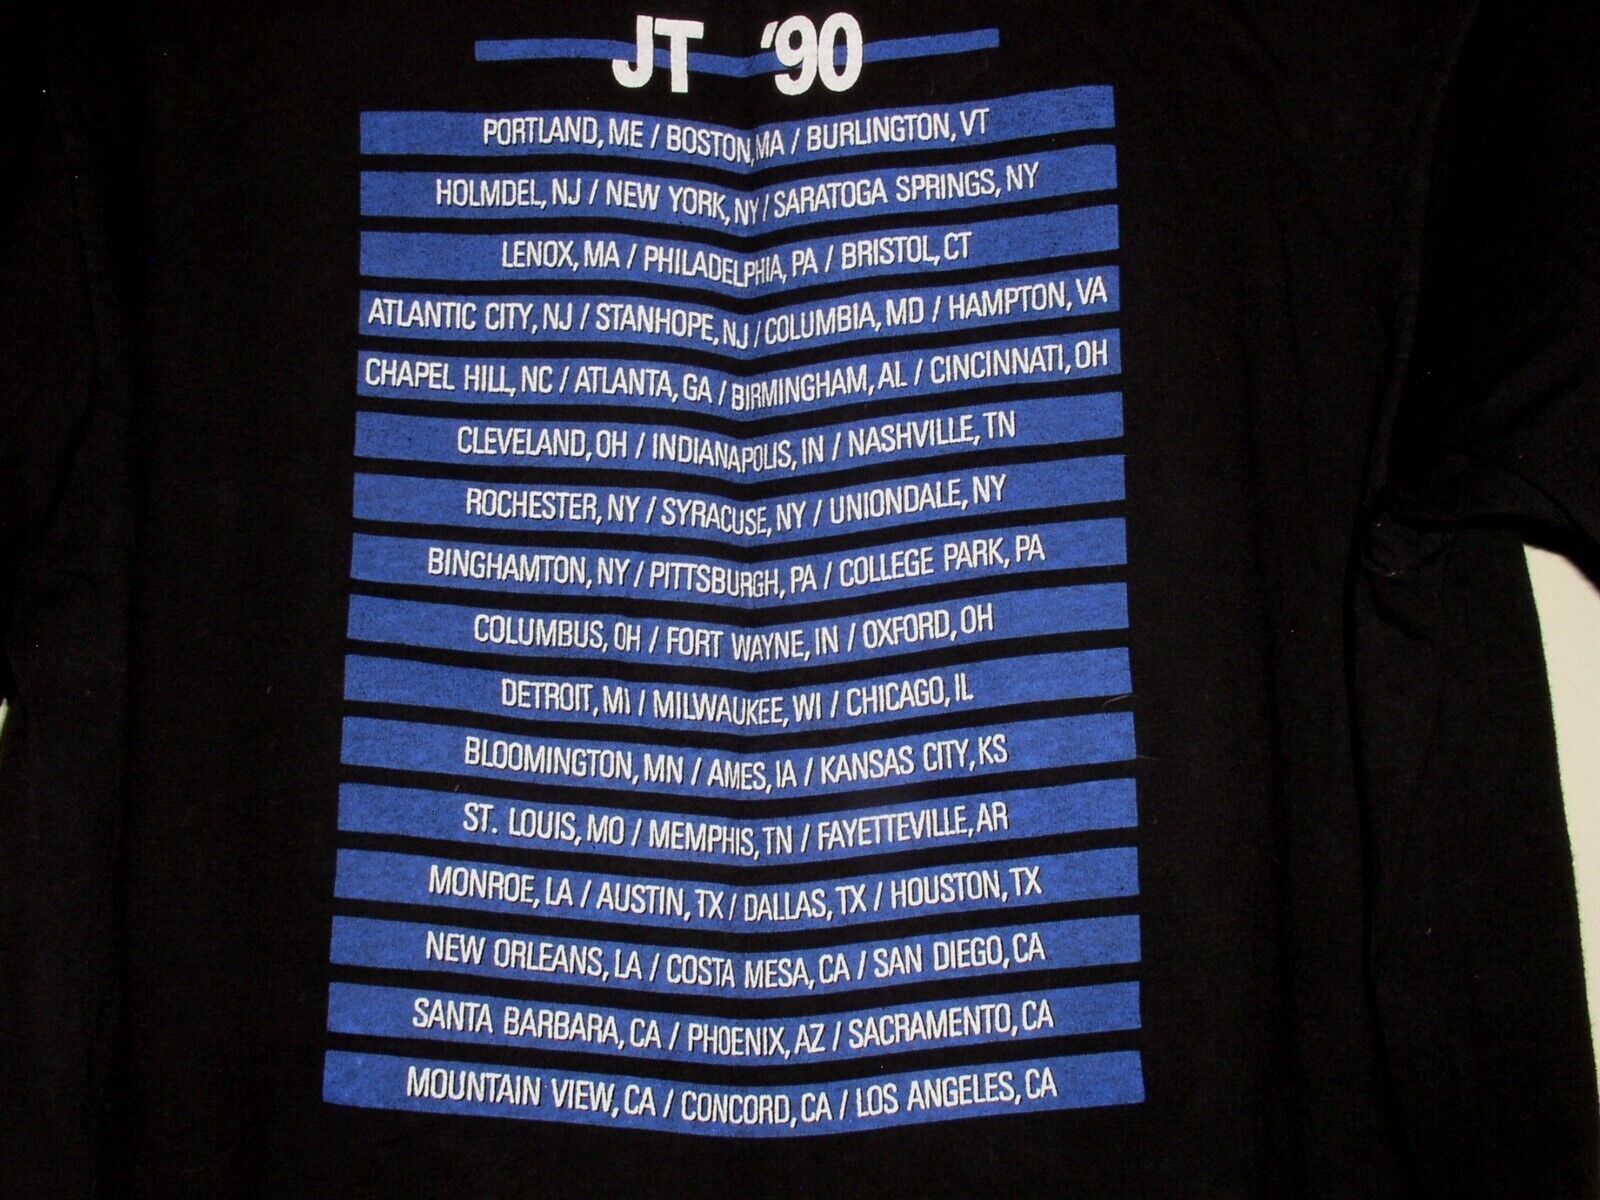 JT '90
PORTLAND, ME / BOSTON, MA / BURLINGTON, VT
HOLMDEL, NJ / NEW YORK, NY / SARATOGA SPRINGS, NY
LENOX, MA / PHILADELPHIA, PA / BRISTOL, CT
ATLANTIC CITY, NJ / STANHOPE, NJ / COLUMBIA, MD / HAMPTON, VA
CHAPEL HILL, NC / ATLANTA, GA / BIRMINGHAM, AL / CINCINNATI, OH
CLEVELAND, OH / INDIANAPOLIS, IN / NASHVILLE, TN
ROCHESTER, NY / SYRACUSE, NY / UNIONDALE, NY
BINGHAMTON, NY / PITTSBURGH, PA / COLLEGE PARK, PA
COLUMBUS, OH / FORT WAYNE, IN / OXFORD, OH
DETROIT, MI / MILWAUKEE, WI / CHICAGO, IL
BLOOMINGTON, MN / AMES, IA / KANSAS CITY, KS
ST. LOUIS, MO / MEMPHIS, TN / FAYETTEVILLE, AR
MONROE, LA / AUSTIN, TX / DALLAS, TX / HOUSTON, TX
NEW ORLEANS, LA / COSTA MESA, CA / SAN DIEGO, CA
SANTA BARBARA, CA / PHOENIX, AZ / SACRAMENTO, CA
MOUNTAIN VIEW, CA / CONCORD, CA / LOS ANGELES, CA